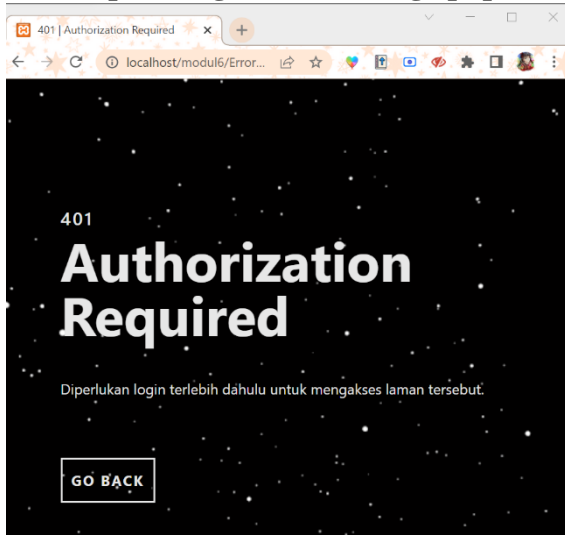 401 | Authorization Required
localhost/modul6/Error...
401
Authorization
Required
Diperlukan login terlebih dahulu untuk mengakses laman tersebut.
GO BACK